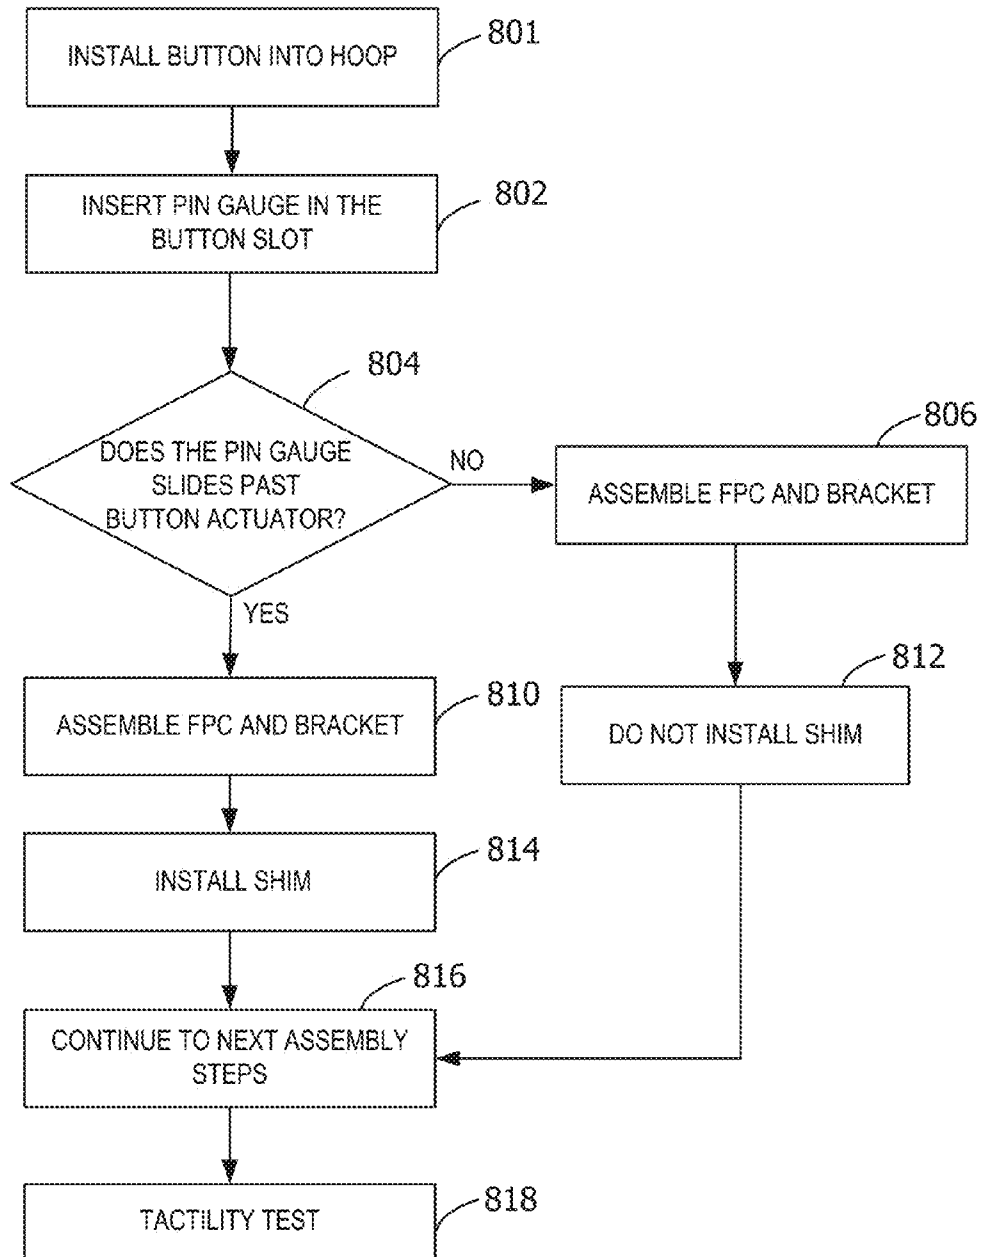 INSTALL BUTTON INTO HOOP
801
INSERT PIN GAUGE IN THE
BUTTON SLOT
802
804
DOES THE PIN GAUGE
SLIDES PAST
BUTTON ACTUATOR?
NO
806
ASSEMBLE FPC AND BRACKET
YES
810
ASSEMBLE FPC AND BRACKET
812
DO NOT INSTALL SHIM
814
INSTALL SHIM
816
CONTINUE TO NEXT ASSEMBLY
STEPS
TACTILITY TEST
818